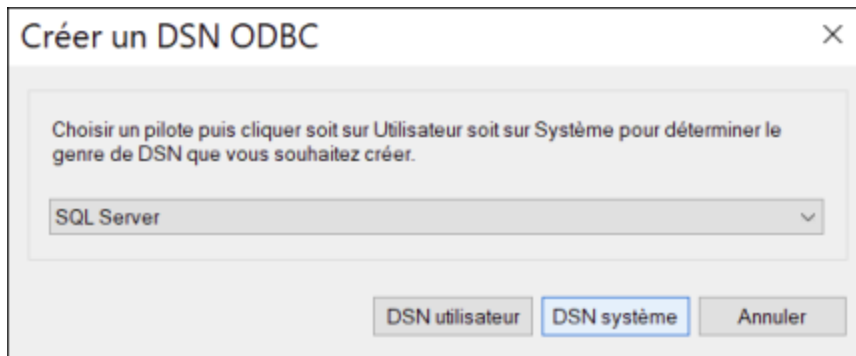 Créer un DSN ODBC
Choisir un pilote puis cliquer soit sur Utilisateur soit sur Système pour déterminer le
genre de DSN que vous souhaitez créer.
SQL Server
DSN utilisateur DSN système Annuler